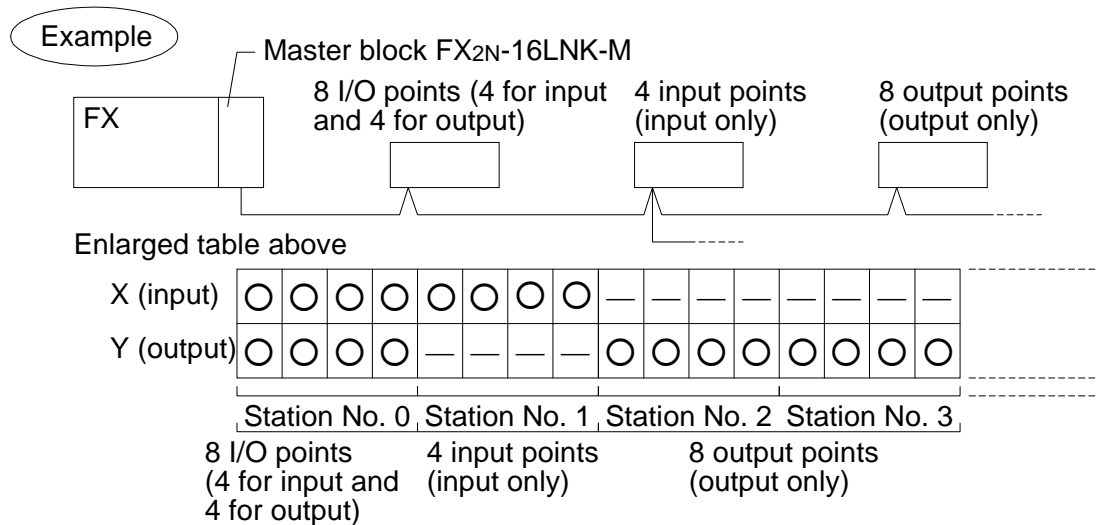 Example
Master block FX2N-16LNK-M
FX
8 I/O points (4 for input
and 4 for output)
4 input points
(input only)
8 output points
(output only)
Enlarged table above
X (input) O O O O O O O O — — — — — — — —
Y (output) O O O O — — — — O O O O O O O O
Station No. 0 Station No. 1 Station No. 2 Station No. 3
8 I/O points
(4 for input and
4 for output)
4 input points
(input only)
8 output points
(output only)